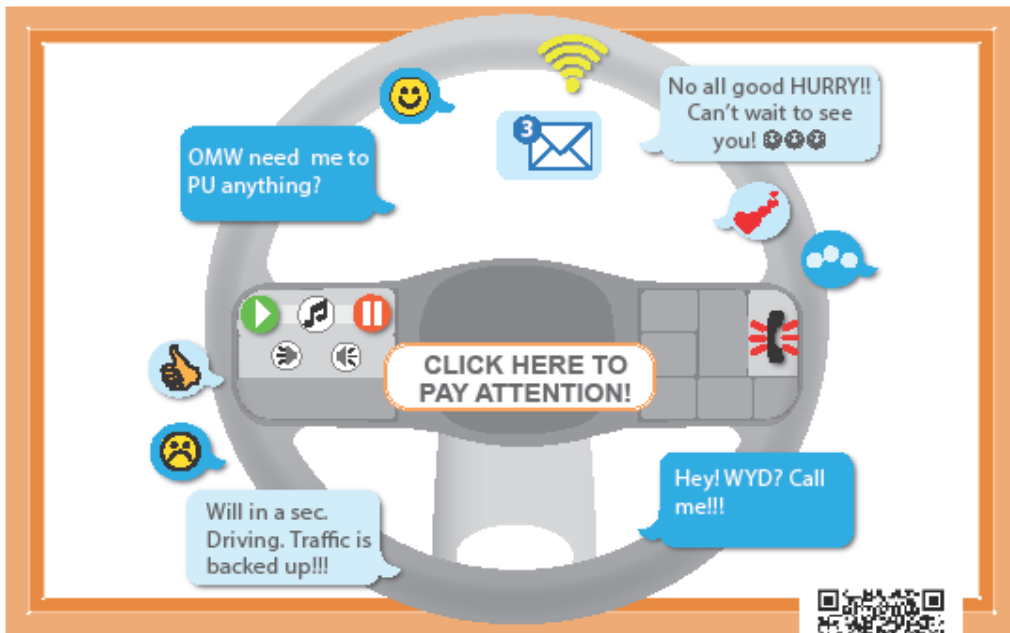 No all good HURRY!!
Can't wait to see
you!
3
OMW need me to
PU anything?
CLICK HERE TO
PAY ATTENTION!
Hey! WYD? Call
me!!!
Will in a sec.
Driving. Traffic is
backed up!!!